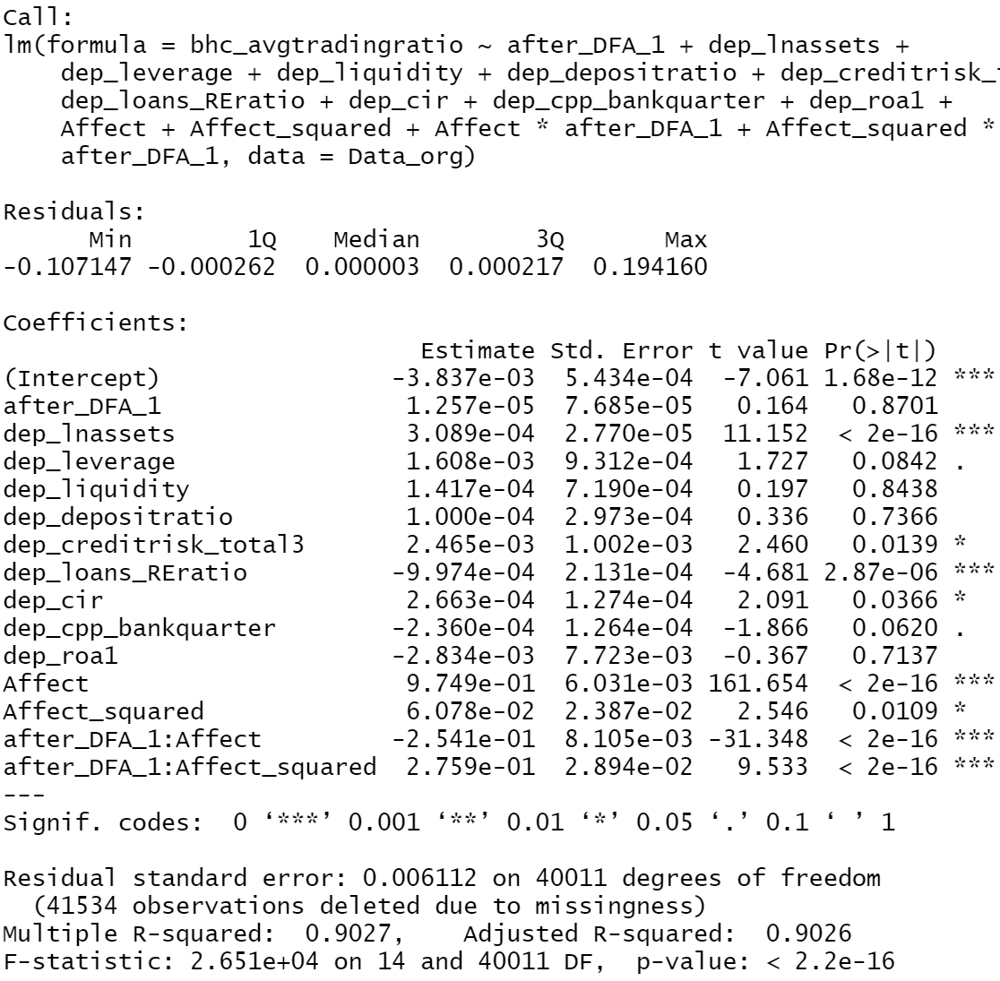 Call:
lm(formula = bhc_avgtradingratio ~ after_DFA_1 + dep_lnassets +
    dep_leverage + dep_liquidity + dep_depositratio + dep_creditrisk_
    dep_loans_REratio + dep_cir + dep_cpp_bankquarter + dep_roa1 +
    Affect + Affect_squared + Affect * after_DFA_1 + Affect_squared *
    after_DFA_1, data = Data_org)

Residuals:
      Min        1Q    Median        3Q       Max
-0.107147 -0.000262  0.000003  0.000217  0.194160

Coefficients:
                             Estimate Std. Error t value Pr(>|t|)
(Intercept)                -3.837e-03  5.434e-04  -7.061 1.68e-12 ***
after_DFA_1                 1.257e-05  7.685e-05   0.164   0.8701
dep_lnassets                3.089e-04  2.770e-05  11.152  < 2e-16 ***
dep_leverage                1.608e-03  9.312e-04   1.727   0.0842 .
dep_liquidity               1.417e-04  7.190e-04   0.197   0.8438
dep_depositratio            1.000e-04  2.973e-04   0.336   0.7366
dep_creditrisk_total3       2.465e-03  1.002e-03   2.460   0.0139 *
dep_loans_REratio          -9.974e-04  2.131e-04  -4.681 2.87e-06 ***
dep_cir                     2.663e-04  1.274e-04   2.091   0.0366 *
dep_cpp_bankquarter        -2.360e-04  1.264e-04  -1.866   0.0620 .
dep_roa1                   -2.834e-03  7.723e-03  -0.367   0.7137
Affect                      9.749e-01  6.031e-03 161.654  < 2e-16 ***
Affect_squared              6.078e-02  2.387e-02   2.546   0.0109 *
after_DFA_1:Affect         -2.541e-01  8.105e-03 -31.348  < 2e-16 ***
after_DFA_1:Affect_squared  2.759e-01  2.894e-02   9.533  < 2e-16 ***
---
Signif. codes:  0 ‘***’ 0.001 ‘**’ 0.01 ‘*’ 0.05 ‘.’ 0.1 ‘ ’ 1

Residual standard error: 0.006112 on 40011 degrees of freedom
  (41534 observations deleted due to missingness)
Multiple R-squared:  0.9027,    Adjusted R-squared:  0.9026
F-statistic: 2.651e+04 on 14 and 40011 DF,  p-value: < 2.2e-16